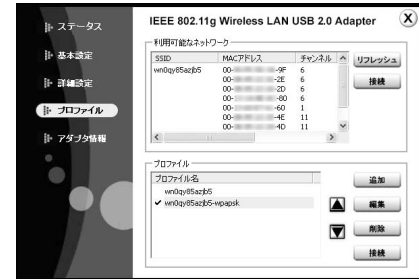 IEEE 802.11g Wireless LAN USB 2.0 Adapter
X
ステータス
基本設定
詳細設定
プロファイル
アダプタ情報
利用可能なネットワーク
SSID MACアドレス チャンネル
wn0qy85azjb5 00- -9F 6
00- -2E 6
00- -2D 6
00- -80 6
00- -60 1
00- -4E 11
00- -4D 11
リフレッシュ
接続
プロファイル
プロファイル名
wn0qy85azjb5
wn0qy85azjb5-wpapsk
追加
編集
削除
接続